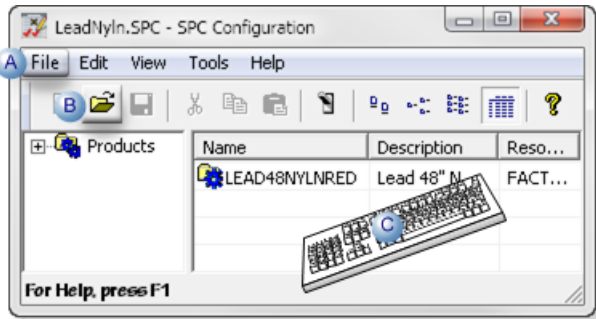 LeadNyln.SPC - SPC Configuration
A File Edit View Tools Help
B
Products
Name Description Reso...
LEAD48NYLNRED Lead 48" N FACT...
C
For Help, press F1